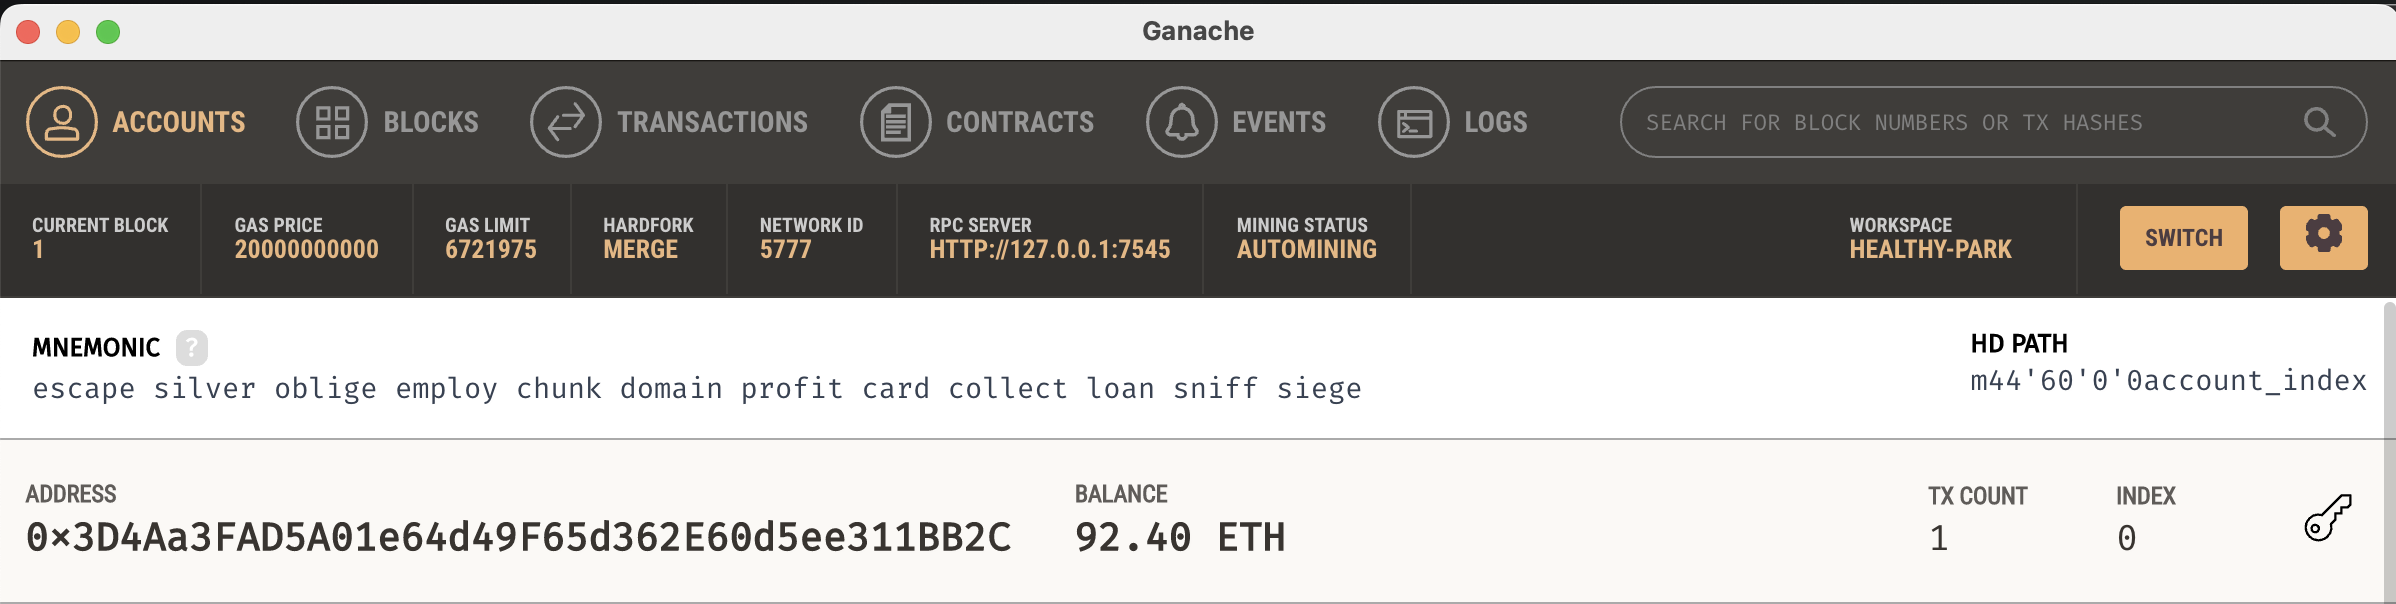 Ganache
ACCOUNTS BLOCKS TRANSACTIONS CONTRACTS EVENTS LOGS SEARCH FOR BLOCK NUMBERS OR TX HASHES
CURRENT BLOCK GAS PRICE GAS LIMIT HARDFORK NETWORK ID RPC SERVER MINING STATUS WORKSPACE
1 20000000000 6721975 MERGE 5777 HTTP://127.0.0.1:7545 AUTOMINING HEALTHY-PARK SWITCH
MNEMONIC ? HD PATH
escape silver oblige employ chunk domain profit card collect loan sniff siege m44'60'0'0account_index
ADDRESS BALANCE TX COUNT INDEX
0×3D4Aa3FAD5A01e64d49F65d362E60d5ee311BB2C 92.40 ETH 1 0